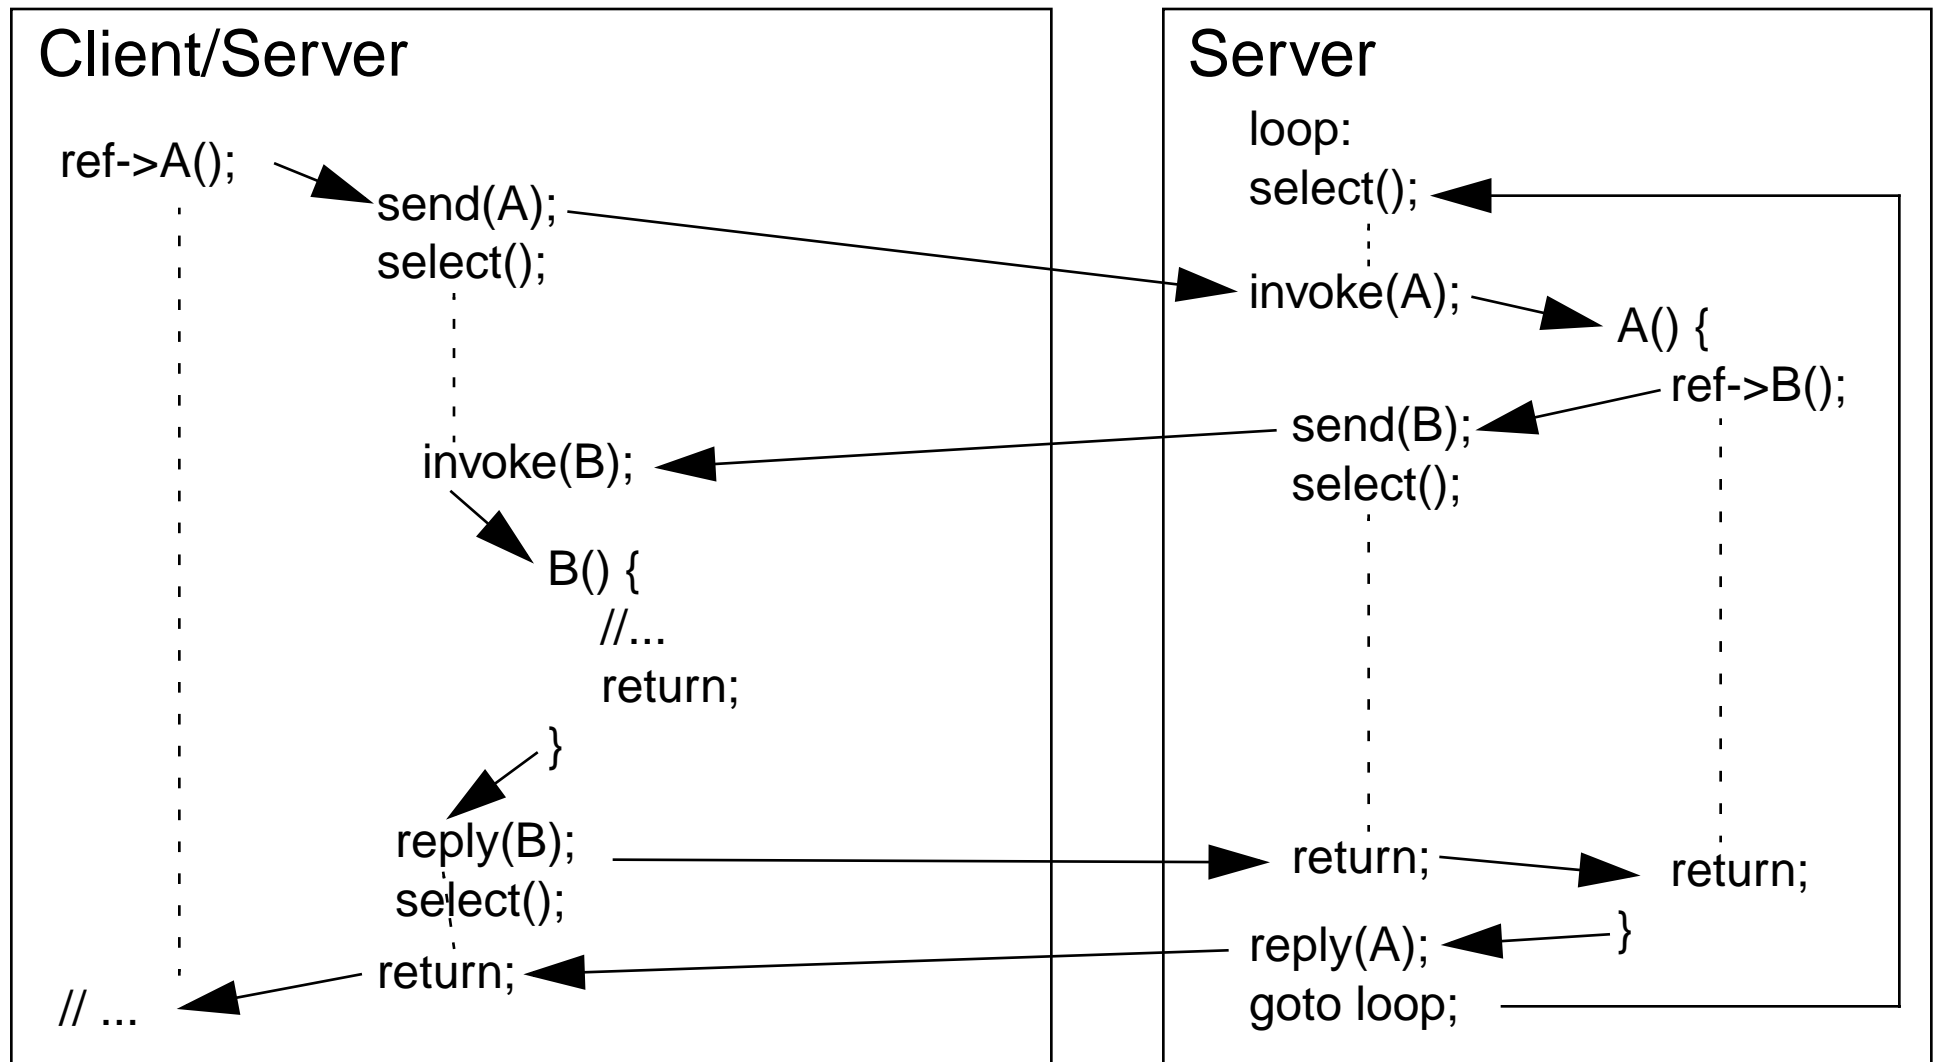 Client/Server
ref->A();
send(A);
select();
invoke(B);
B() {
//...
return;
}
reply(B);
select();
return;
// ...
Server
loop:
select();
invoke(A);
A() {
ref->B();
send(B);
select();
return;
return;
}
reply(A);
goto loop;